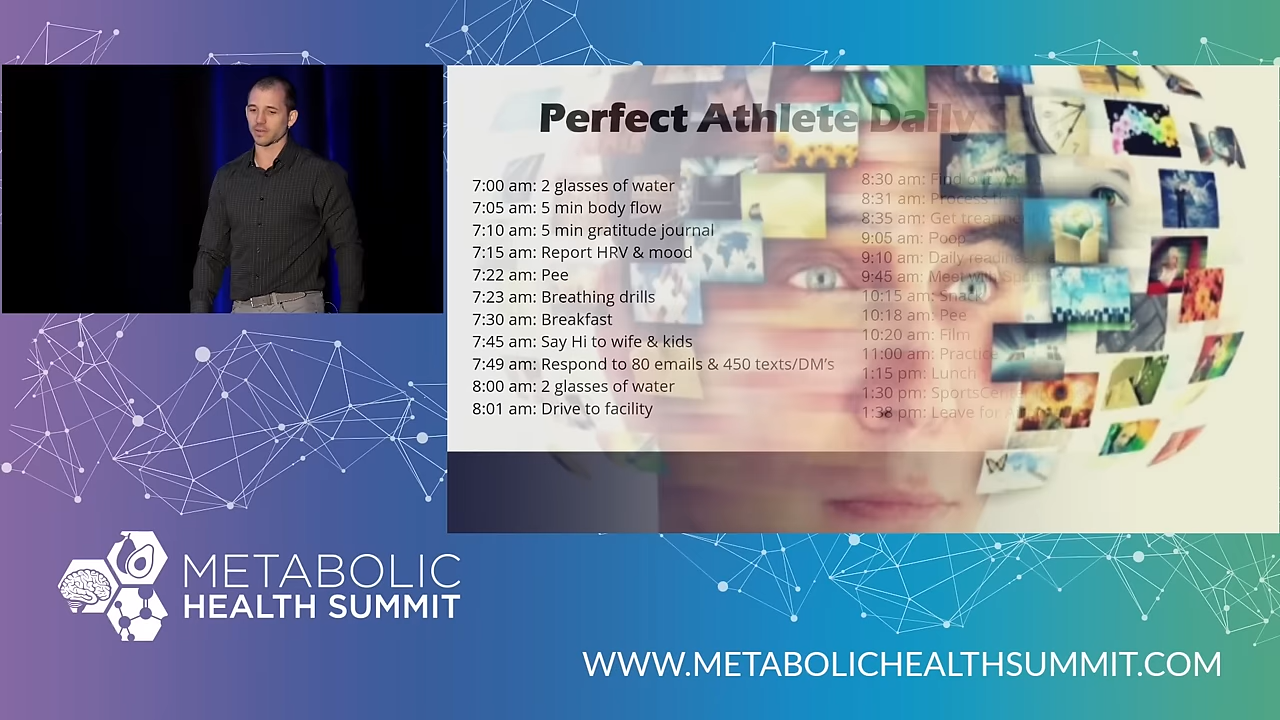 Perfect Athlete Daily
7:00 am: 2 glasses of water
7:05 am: 5 min body flow
7:10 am: 5 min gratitude journal
7:15 am: Report HRV & mood
7:22 am: Pee
7:23 am: Breathing drills
7:30 am: Breakfast
7:45 am: Say Hi to wife & kids
7:49 am: Respond to 80 emails & 450 texts/DM's
8:00 am: 2 glasses of water
8:01 am: Drive to facility
8:30 am: Find out
8:31 am: Process
8:35 am: Get
9:05 am: Poop
9:10 am: Daily
9:45 am: Meet with
10:15 am: Snack
10:18 am: Pee
10:20 am: Film
11:00 am: Practice
1:15 pm: Lunch
1:30 pm:
1:38 pm: Leave for
METABOLIC
HEALTH SUMMIT
WWW.METABOLICHEALTHSUMMIT.COM